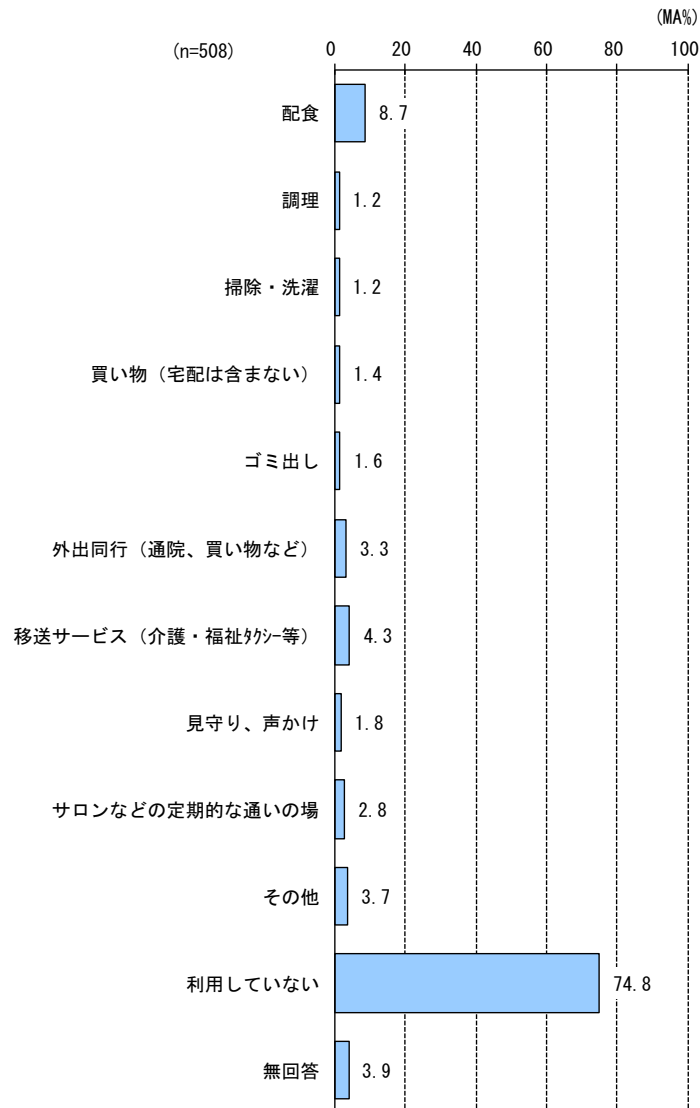 (MA%)
(n=508)
0 20 40 60 80 100
配食 8.7
調理 1.2
掃除・洗濯 1.2
買い物（宅配は含まない） 1.4
ゴミ出し 1.6
外出同行（通院、買い物など） 3.3
移送サービス（介護・福祉ﾀｸｼｰ等） 4.3
見守り、声かけ 1.8
サロンなどの定期的な通いの場 2.8
その他 3.7
利用していない 74.8
無回答 3.9